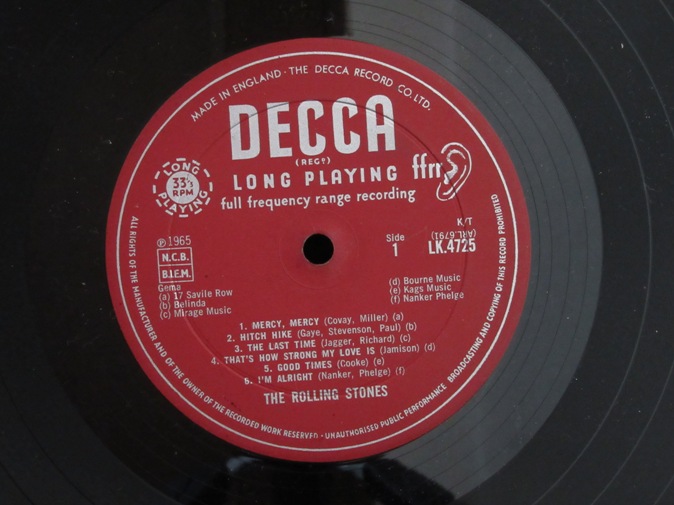 MADE IN ENGLAND · THE DECCA RECORD CO. LTD.
DECCA
(REGD)
LONG PLAYING
ffrr
full frequency range recording
LONG
33⅓
RPM
PLAYING
℗1965
N.C.B.
B.I.E.M.
K/T
(ARL.6791)
Side
1
LK.4725
Gema
(a) 17 Savile Row
(b) Belinda
(c) Mirage Music
(d) Bourne Music
(e) Kags Music
(f) Nanker Phelge
1. MERCY, MERCY (Covay, Miller) (a)
2. HITCH HIKE (Gaye, Stevenson, Paul) (b)
3. THE LAST TIME (Jagger, Richard) (c)
4. THAT'S HOW STRONG MY LOVE IS (Jamison) (d)
5. GOOD TIMES (Cooke) (e)
6. I'M ALRIGHT (Nanker, Phelge) (f)
THE ROLLING STONES
ALL RIGHTS OF THE MANUFACTURER AND OF THE OWNER OF THE RECORDED WORK RESERVED · UNAUTHORISED PUBLIC PERFORMANCE BROADCASTING AND COPYING OF THIS RECORD PROHIBITED